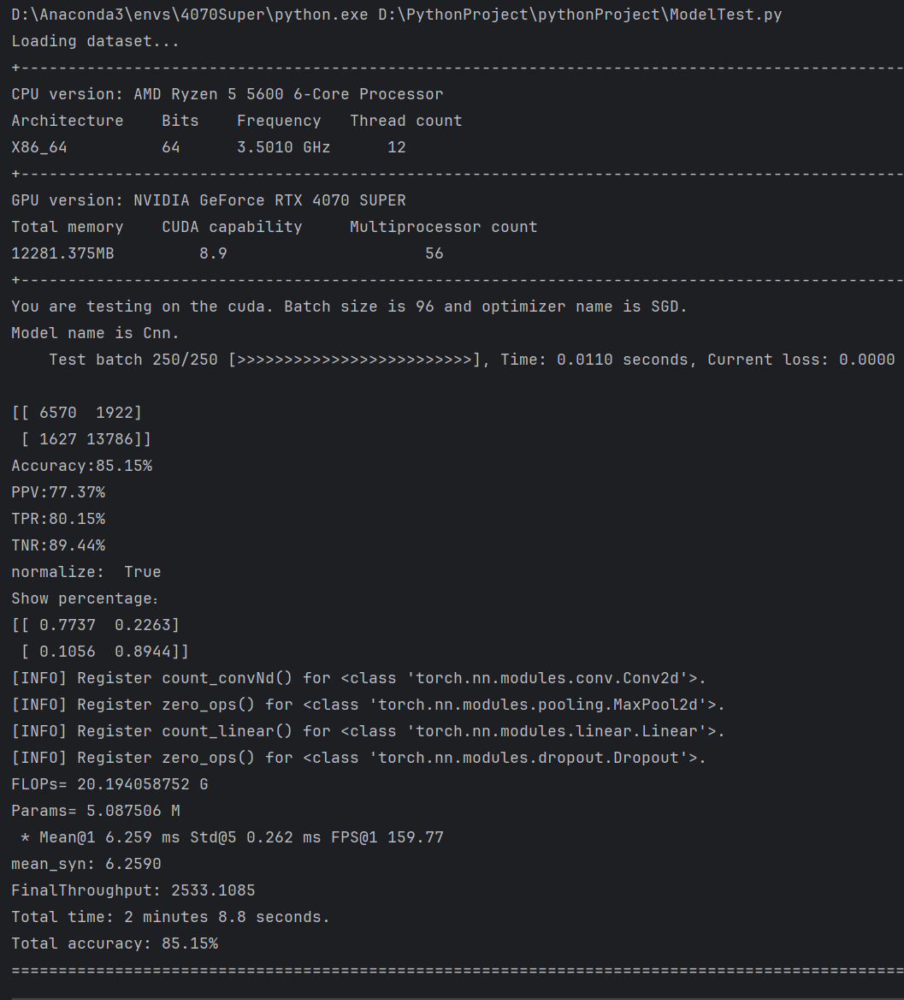 D:\Anaconda3\envs\4070Super\python.exe D:\PythonProject\pythonProject\ModelTest.py
Loading dataset...
+-----------------------------------------------------------------------------------------------
CPU version: AMD Ryzen 5 5600 6-Core Processor
Architecture    Bits    Frequency   Thread count
X86_64          64      3.5010 GHz      12
+-----------------------------------------------------------------------------------------------
GPU version: NVIDIA GeForce RTX 4070 SUPER
Total memory    CUDA capability     Multiprocessor count
12281.375MB         8.9                     56
+-----------------------------------------------------------------------------------------------
You are testing on the cuda. Batch size is 96 and optimizer name is SGD.
Model name is Cnn.
    Test batch 250/250 [>>>>>>>>>>>>>>>>>>>>>>>>>], Time: 0.0110 seconds, Current loss: 0.0000
[[ 6570  1922]
 [ 1627 13786]]
Accuracy:85.15%
PPV:77.37%
TPR:80.15%
TNR:89.44%
normalize:  True
Show percentage：
[[ 0.7737  0.2263]
 [ 0.1056  0.8944]]
[INFO] Register count_convNd() for <class 'torch.nn.modules.conv.Conv2d'>.
[INFO] Register zero_ops() for <class 'torch.nn.modules.pooling.MaxPool2d'>.
[INFO] Register count_linear() for <class 'torch.nn.modules.linear.Linear'>.
[INFO] Register zero_ops() for <class 'torch.nn.modules.dropout.Dropout'>.
FLOPs= 20.194058752 G
Params= 5.087506 M
 * Mean@1 6.259 ms Std@5 0.262 ms FPS@1 159.77
mean_syn: 6.2590
FinalThroughput: 2533.1085
Total time: 2 minutes 8.8 seconds.
Total accuracy: 85.15%
================================================================================================